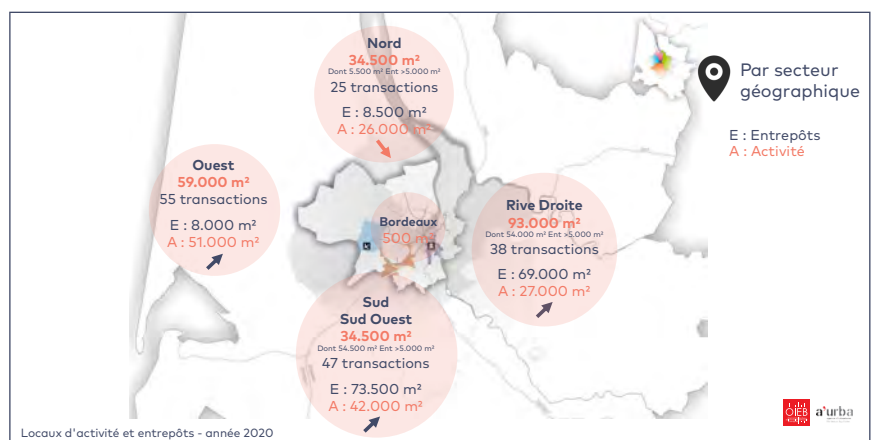 Nord
34.500 m²
Dont 5.500 m² Ent >5.000 m²
25 transactions
E : 8.500 m²
A : 26.000 m²
Par secteur
géographique
E : Entrepôts
A : Activité
Ouest
59.000 m²
55 transactions
E : 8.000 m²
A : 51.000 m²
Bordeaux
500 m²
Rive Droite
93.000 m²
Dont 54.000 m² Ent >5.000 m²
38 transactions
E : 69.000 m²
A : 27.000 m²
Sud
Sud Ouest
34.500 m²
Dont 54.500 m² Ent >5.000 m²
47 transactions
E : 73.500 m²
A : 42.000 m²
OIEB
a'urba
Locaux d'activité et entrepôts - année 2020